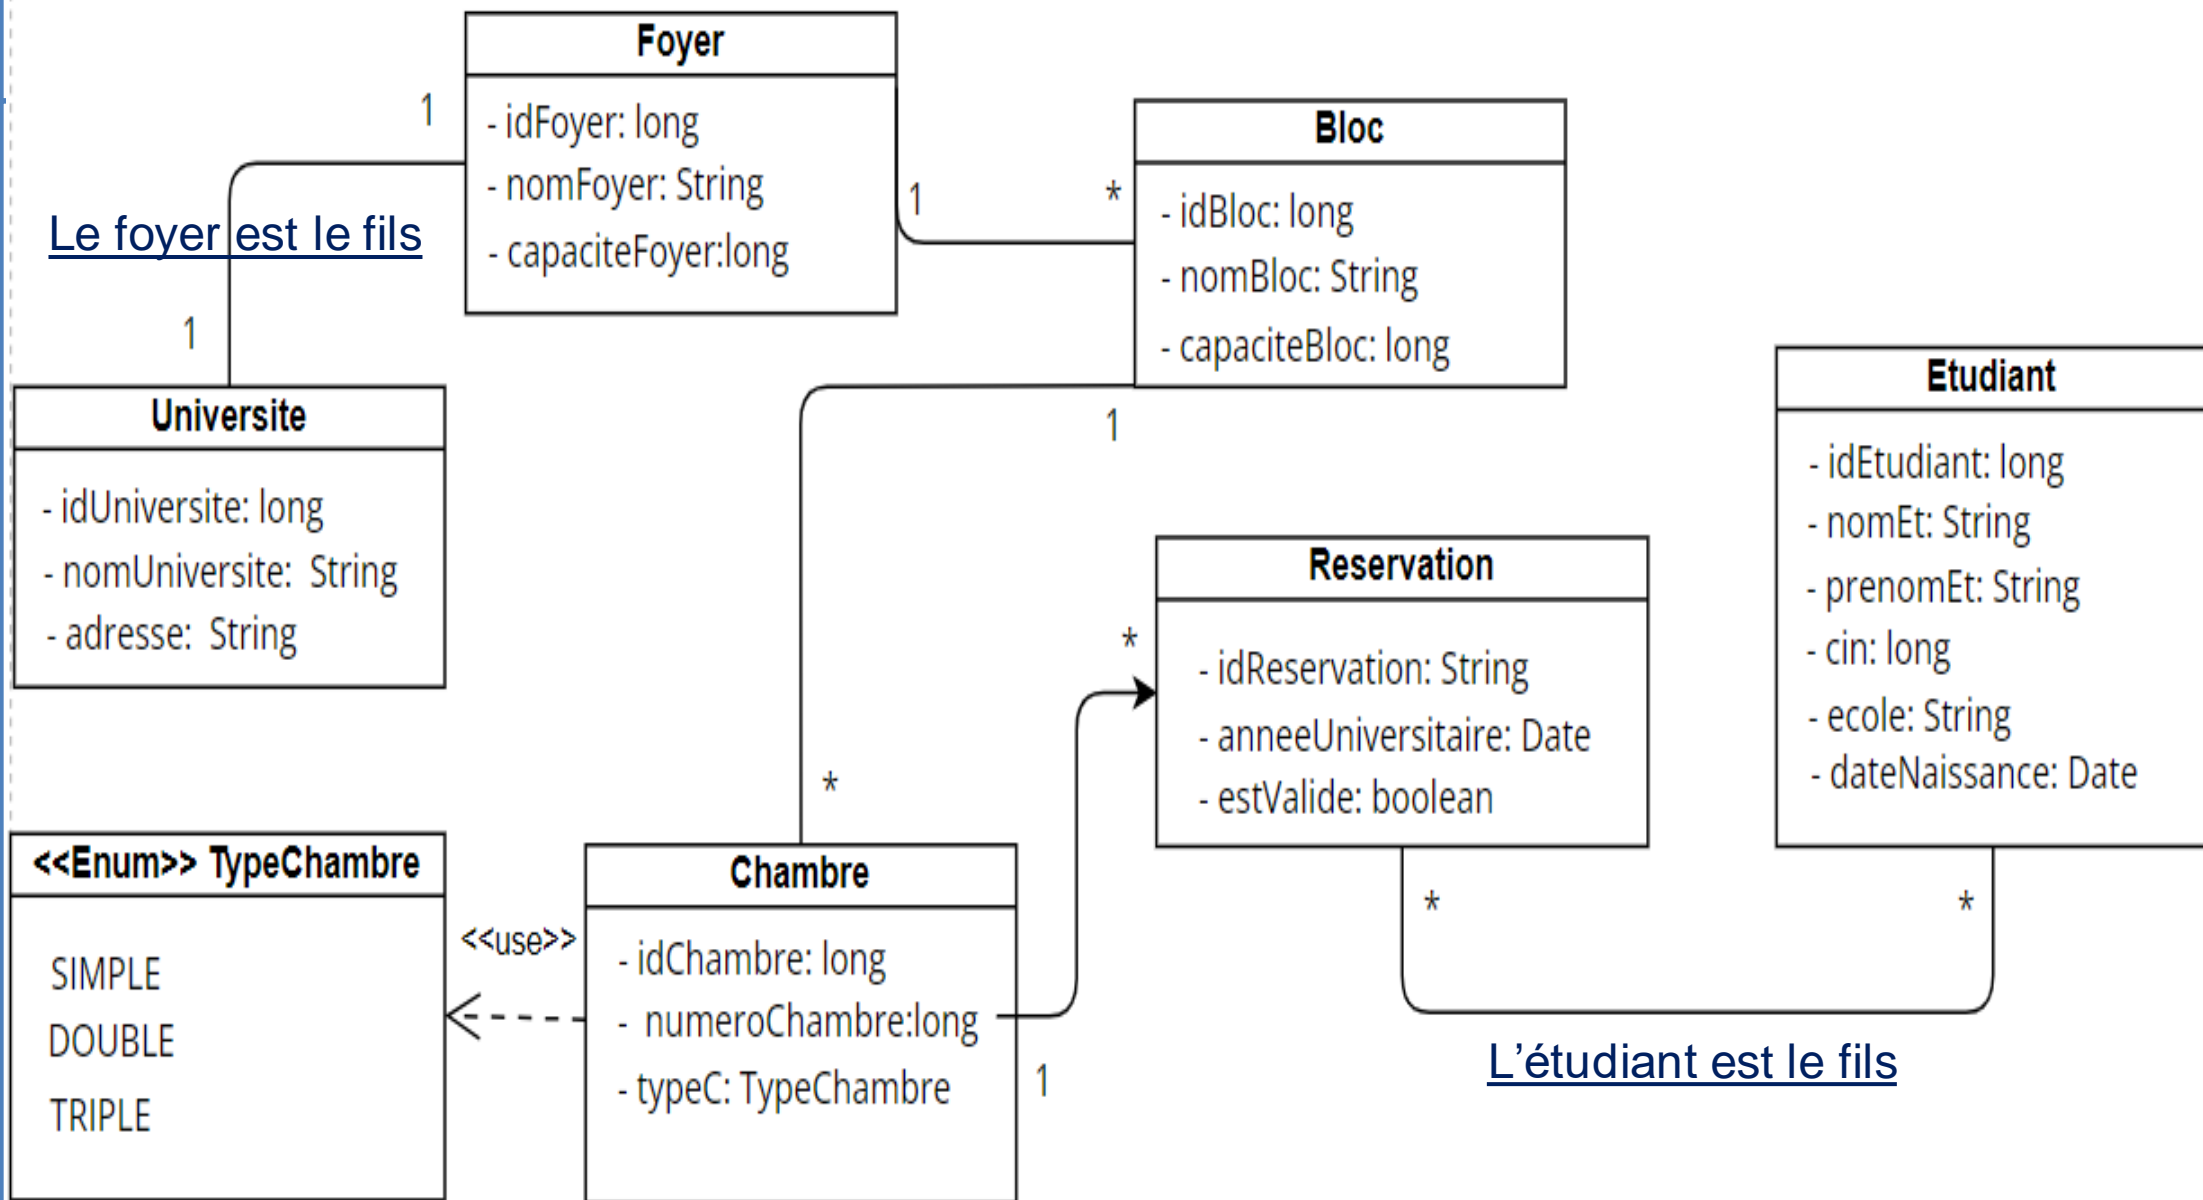 Foyer
- idFoyer: long
- nomFoyer: String
- capaciteFoyer:long
1
1
Le foyer est le fils
1
*
Bloc
- idBloc: long
- nomBloc: String
- capaciteBloc: long
1
*
Universite
- idUniversite: long
- nomUniversite: String
- adresse: String
Etudiant
- idEtudiant: long
- nomEt: String
- prenomEt: String
- cin: long
- ecole: String
- dateNaissance: Date
Reservation
- idReservation: String
- anneeUniversitaire: Date
- estValide: boolean
*
*
*
L'étudiant est le fils
<<Enum>> TypeChambre
SIMPLE
DOUBLE
TRIPLE
<<use>>
Chambre
- idChambre: long
- numeroChambre:long
- typeC: TypeChambre
1